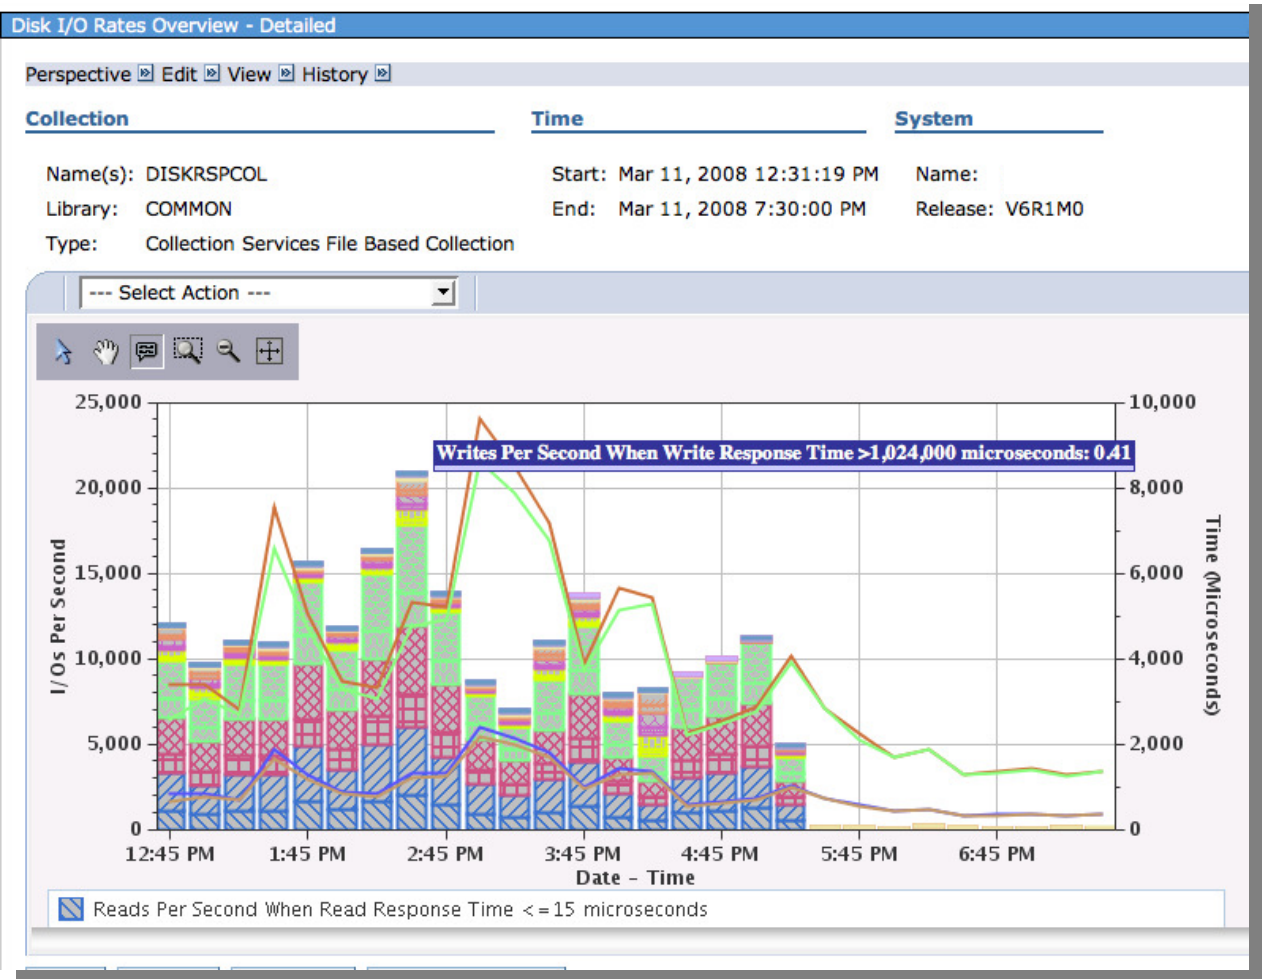 Disk I/O Rates Overview - Detailed
Perspective Edit View History
Collection Time System
Name(s): DISKRSPCOL Start: Mar 11, 2008 12:31:19 PM Name:
Library: COMMON End: Mar 11, 2008 7:30:00 PM Release: V6R1M0
Type: Collection Services File Based Collection
--- Select Action ---
25,000 10,000
Writes Per Second When Write Response Time >1,024,000 microseconds: 0.41
20,000 8,000
15,000 6,000
10,000 4,000
5,000 2,000
0 0
I/Os Per Second
Time (Microseconds)
12:45 PM 1:45 PM 2:45 PM 3:45 PM 4:45 PM 5:45 PM 6:45 PM
Date - Time
Reads Per Second When Read Response Time <=15 microseconds